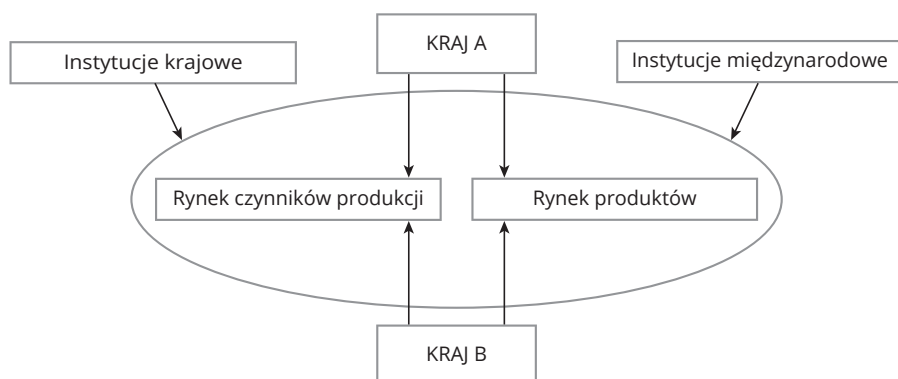 KRAJ A
Instytucje krajowe
Instytucje międzynarodowe
Rynek czynników produkcji
Rynek produktów
KRAJ B